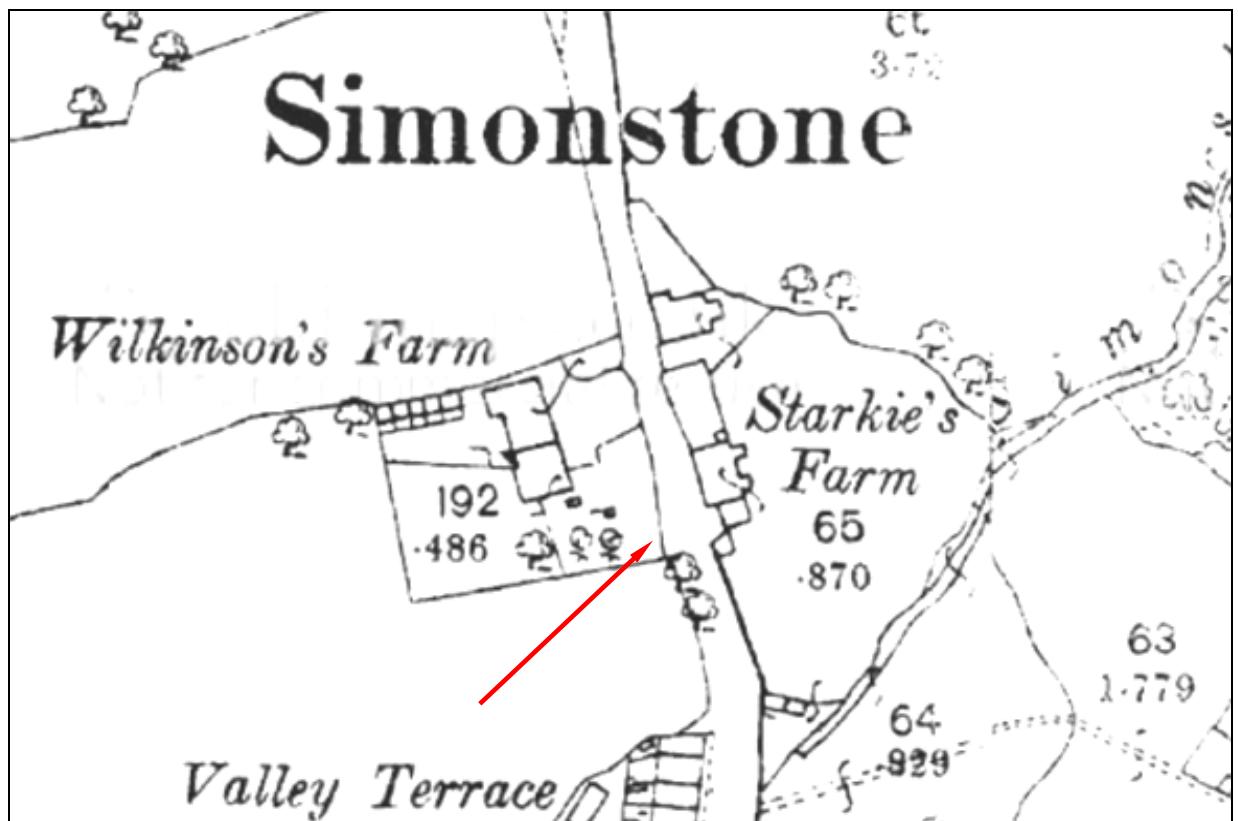 Simonstone
Wilkinson's Farm
Starkie's
Farm
192
.486
65
.870
63
1.779
64
.929
Valley Terrace